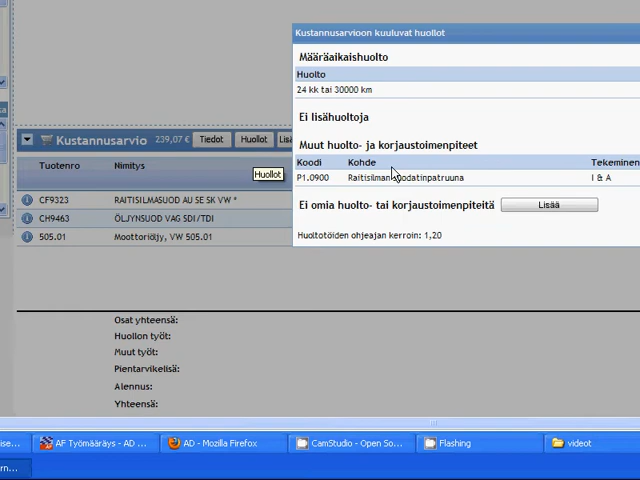 Kustannusarvioon kuuluvat huollot
Määräaikaishuolto
Huolto
24 kk tai 30000 km
Ei lisähuoltoja
Muut huolto- ja korjaustoimenpiteet
Koodi Kohde Tekeminen
P1.0900 I & A
Ei omia huolto- tai korjaustoimenpiteitä Lisää
Huoltotöiden ohjeajan kerroin: 1,20
Kustannusarvio 239,07 € Tiedot Huollot
Huollot
Tuotenro Nimitys
CF9323 RAITISILMASUOD AU SE SK VW *
CH9463 ÖLJYNSUOD VAG SDI/TDI
505.01 Moottoriöljy, VW 505.01
Osat yhteensä:
Huollon työt:
Muut työt:
Pientarvikelisä:
Alennus:
Yhteensä:
ise... AF Työmääräys - AD ... AD - Mozilla Firefox CamStudio - Open So... Flashing videot
rn...